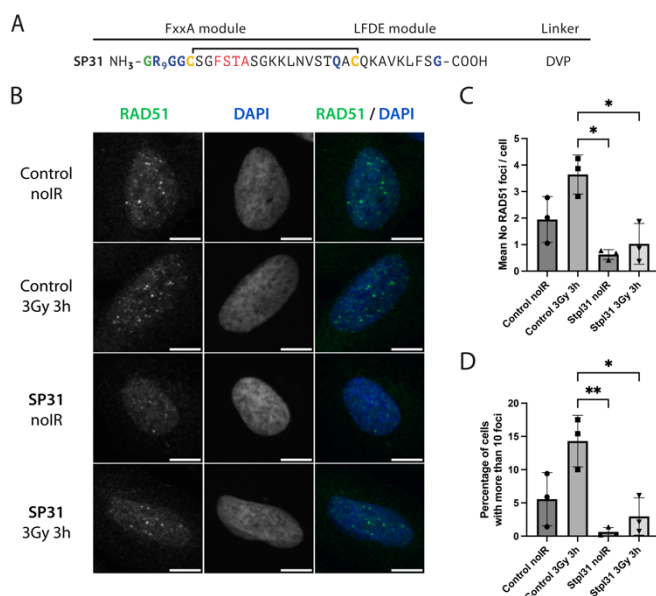 A
FxxA module LFDE module Linker
SP31 NH₃-GR₉GGCSGFSTASGKKLNVSTQACQKAVKLFSG-COOH DVP
B
RAD51 DAPI RAD51 / DAPI
Control
noIR
Control
3Gy 3h
SP31
noIR
SP31
3Gy 3h
C
Mean No RAD51 foci / cell
5
4
3
2
1
0
* *
Control noIR
Control 3Gy 3h
Stpl31 noIR
Stpl31 3Gy 3h
D
Percentage of cells
with more than 10 foci
20
15
10
5
0
** *
Control noIR
Control 3Gy 3h
Stpl31 noIR
Stpl31 3Gy 3h